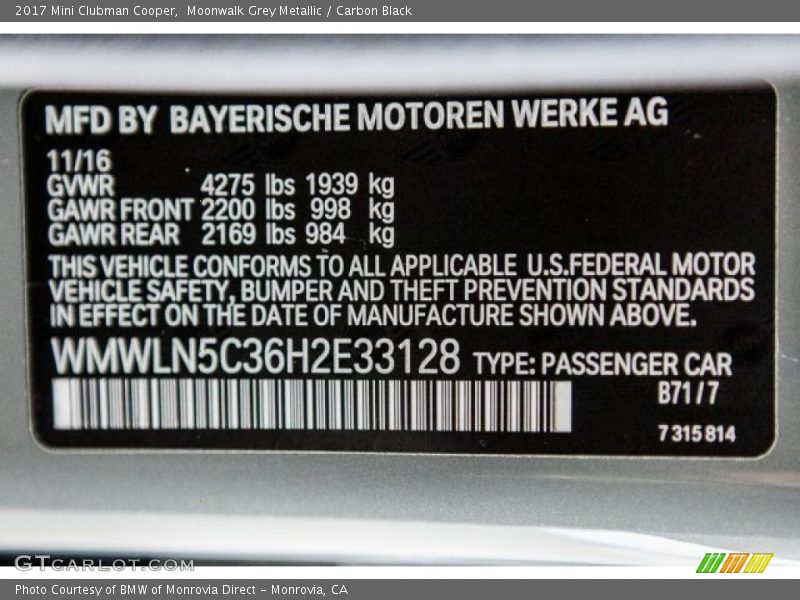 2017 Mini Clubman Cooper,  Moonwalk Grey Metallic / Carbon Black
MFD BY BAYERISCHE MOTOREN WERKE AG
11/16
GVWR 4275 lbs 1939 kg
GAWR FRONT 2200 lbs 998 kg
GAWR REAR 2169 lbs 984 kg
THIS VEHICLE CONFORMS TO ALL APPLICABLE U.S.FEDERAL MOTOR
VEHICLE SAFETY, BUMPER AND THEFT PREVENTION STANDARDS
IN EFFECT ON THE DATE OF MANUFACTURE SHOWN ABOVE.
WMWLN5C36H2E33128 TYPE: PASSENGER CAR
B71/7
7 315 814
GTCARLOT.COM
Photo Courtesy of BMW of Monrovia Direct - Monrovia, CA